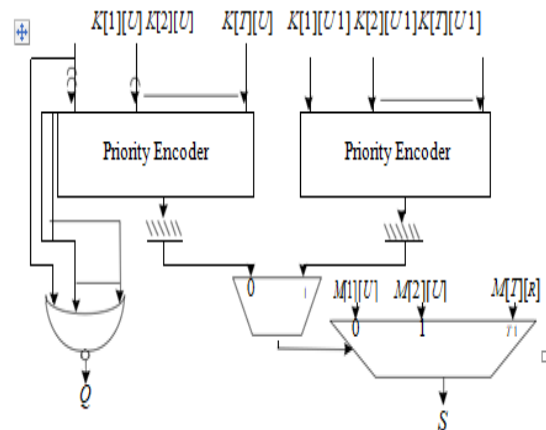 K[1][U] K[2][U] K[T][U] K[1][U1] K[2][U1] K[T][U1]
Priority Encoder Priority Encoder
0 1 M[1][U] M[2][U] M[T][R]
0 1 T1
Q S